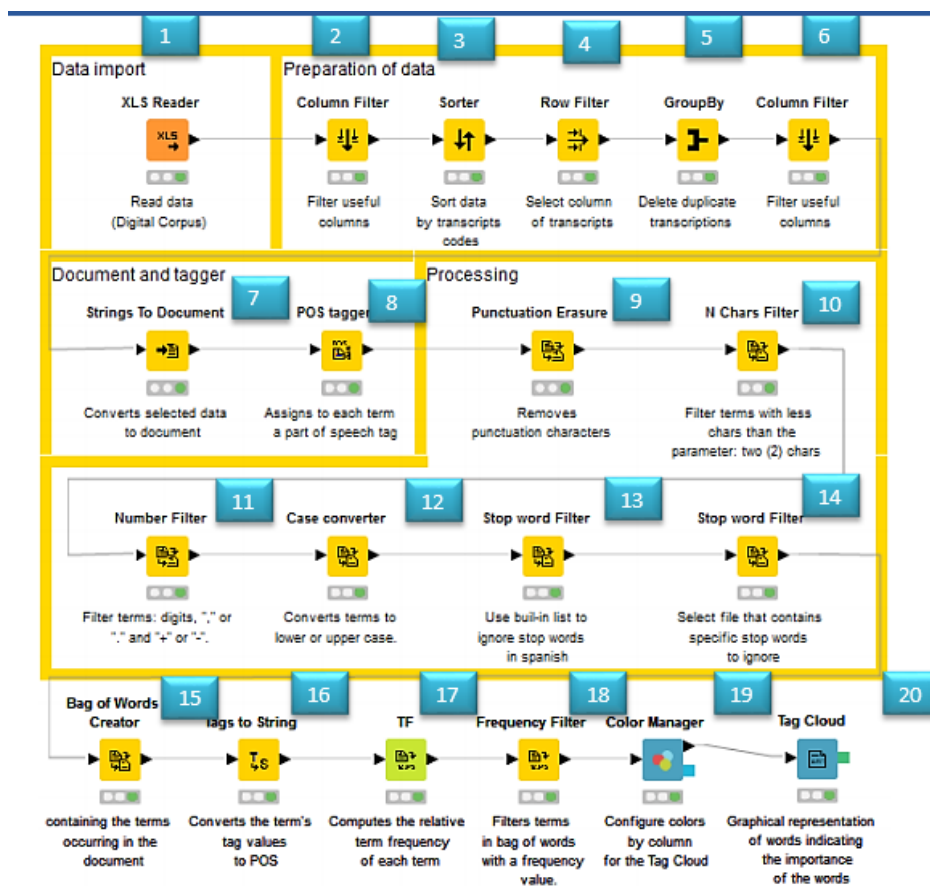 1 2 3 4 5 6
Data import Preparation of data
XLS Reader Column Filter Sorter Row Filter GroupBy Column Filter
XLS
Read data Filter useful Sort data Select column Delete duplicate Filter useful
(Digital Corpus) columns by transcripts of transcripts transcriptions columns
codes
Document and tagger Processing
7 8 9 10
Strings To Document POS tagger Punctuation Erasure N Chars Filter
Converts selected data Assigns to each term Removes Filter terms with less
to document a part of speech tag punctuation characters chars than the
parameter: two (2) chars
11 12 13 14
Number Filter Case converter Stop word Filter Stop word Filter
Filter terms: digits, "," or Converts terms to Use buil-in list to Select file that contains
"." and "+" or "-". lower or upper case. ignore stop words specific stop words
in spanish to ignore
15 16 17 18 19 20
Bag of Words
Creator Tags to String TF Frequency Filter Color Manager Tag Cloud
T S
containing the terms Converts the term's Computes the relative Filters terms Configure colors Graphical representation
occurring in the tag values term frequency in bag of words by column of words indicating
document to POS of each term with a frequency for the Tag Cloud the importance
value. of the words